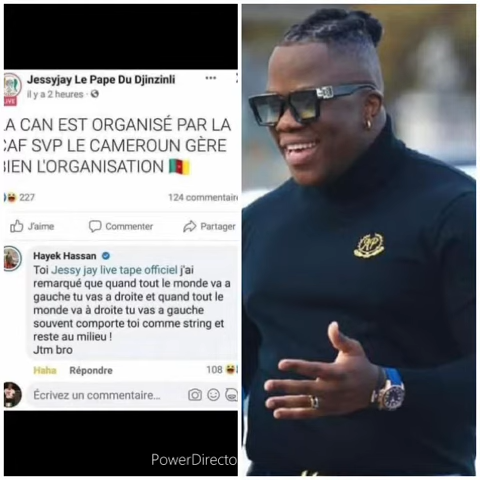 Jessyjay Le Pape Du Djinzinli
il y a 2 heures
LIVE
A CAN EST ORGANISÉ PAR LA
CAF SVP LE CAMEROUN GÈRE
BIEN L'ORGANISATION 🇨🇲
227
124 commentaire
J'aime
Commenter
Partager
Hayek Hassan
Toi Jessy jay live tape officiel j'ai
remarqué que quand tout le monde va a
gauche tu vas a droite et quand tout le
monde va à droite tu vas a gauche
souvent comporte toi comme string et
reste au milieu !
Jtm bro
Haha Répondre
108
Écrivez un commentaire...
PowerDirecto